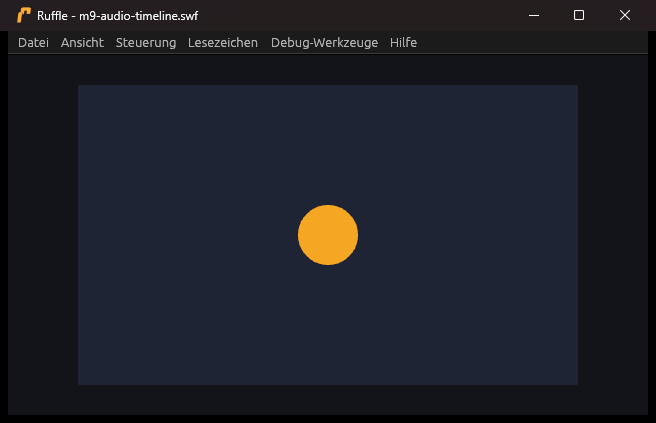 Ruffle - m9-audio-timeline.swf
Datei Ansicht Steuerung Lesezeichen Debug-Werkzeuge Hilfe